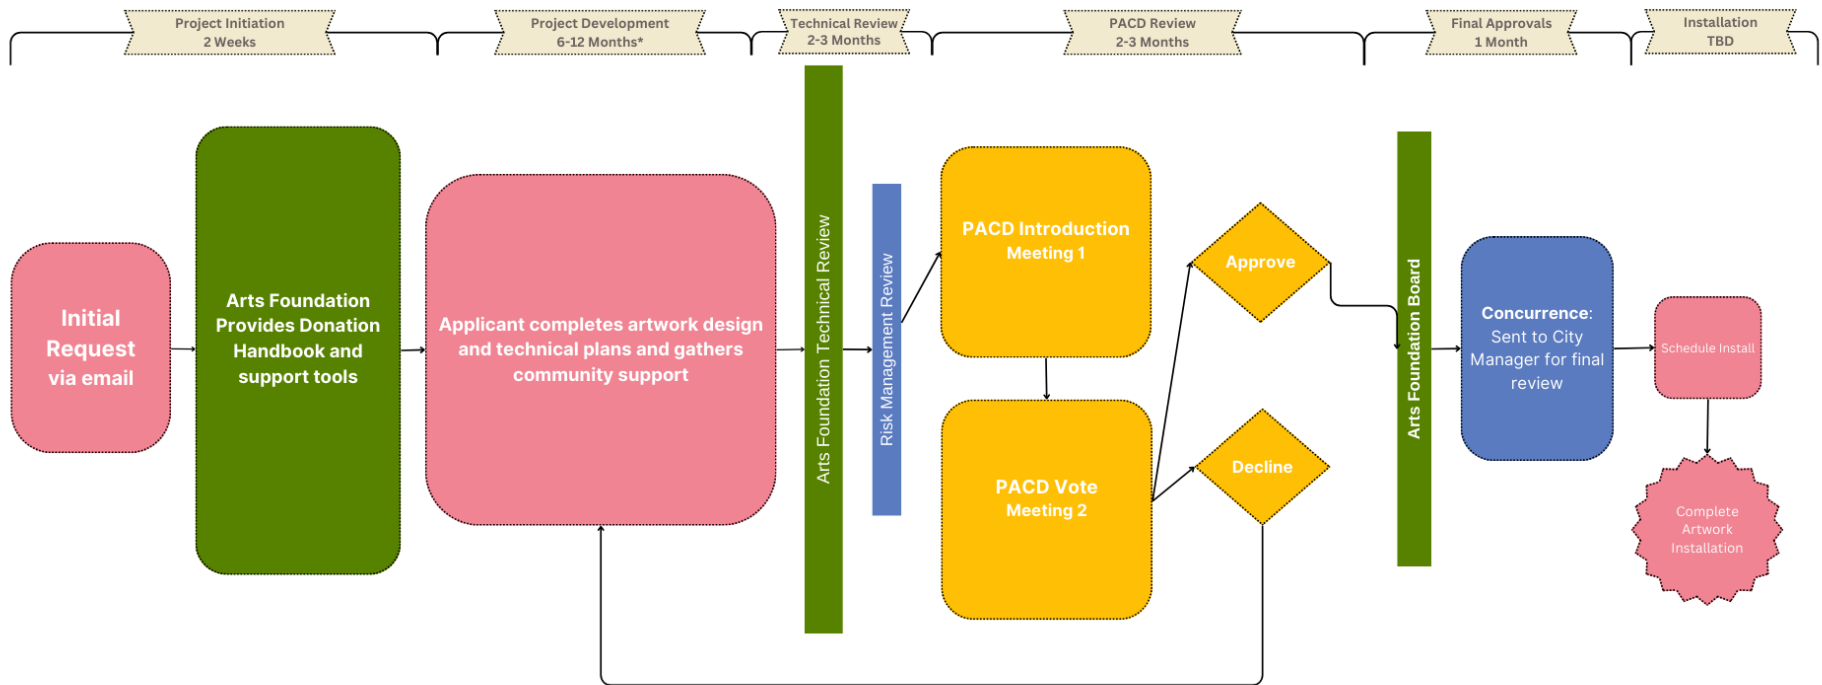 Project Initiation
2 Weeks
Project Development
6-12 Months*
Technical Review
2-3 Months
PACD Review
2-3 Months
Final Approvals
1 Month
Installation
TBD
Initial
Request
via email
Arts Foundation
Provides Donation
Handbook and
support tools
Applicant completes artwork design
and technical plans and gathers
community support
Arts Foundation Technical Review
Risk Management Review
PACD Introduction
Meeting 1
PACD Vote
Meeting 2
Approve
Decline
Arts Foundation Board
Concurrence:
Sent to City
Manager for final
review
Schedule Install
Complete
Artwork
Installation